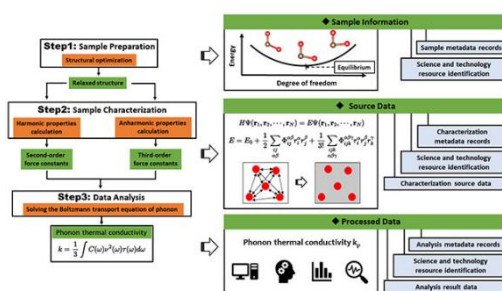 Step1: Sample Preparation
Structural optimization
Relaxed structure
Step2: Sample Characterization
Harmonic properties
calculation
Anharmonic properties
calculation
Second-order
force constants
Third-order
force constants
Step3: Data Analysis
Solving the Boltzmann transport equation of phonon
Phonon thermal conductivity
k = 1/3 ∫ C(ω)v²(ω)τ(ω)dω
◆ Sample Information
Energy
Equilibrium
Degree of freedom
Sample metadata records
Science and technology
resource identification
◆ Source Data
HΨ(r₁, r₂, ⋯, r_N) = EΨ(r₁, r₂, ⋯, r_N)
Characterization
metadata records
Science and technology
resource identification
Characterization source data
◆ Processed Data
Phonon thermal conductivity kₚ
Analysis metadata records
Science and technology
resource identification
Analysis result data